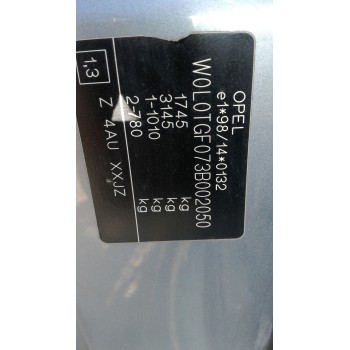 OPEL
e1*98/14*0132
W0L0TGF073B002050
1745 kg
3145 kg
1-1010 kg
2-780 kg
Z 4AU XXJZ
1,3